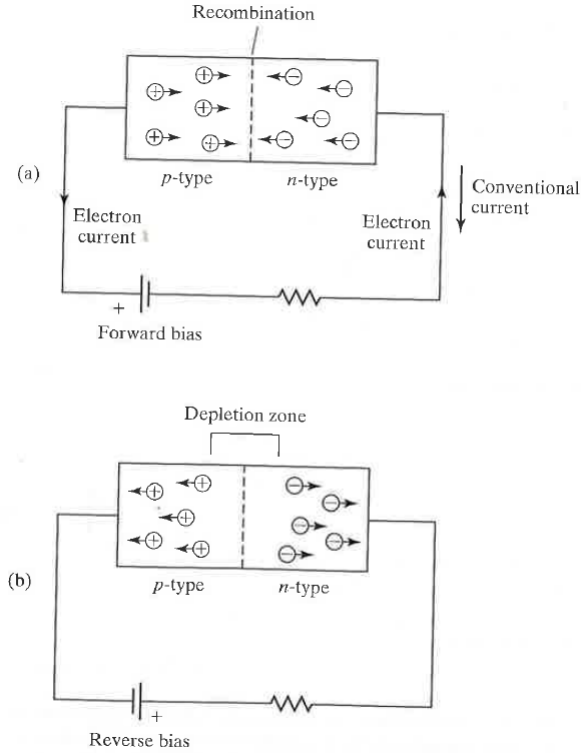 Recombination
(a)
p-type
n-type
Electron
current
Electron
current
Conventional
current
+
Forward bias
Depletion zone
(b)
p-type
n-type
+
Reverse bias